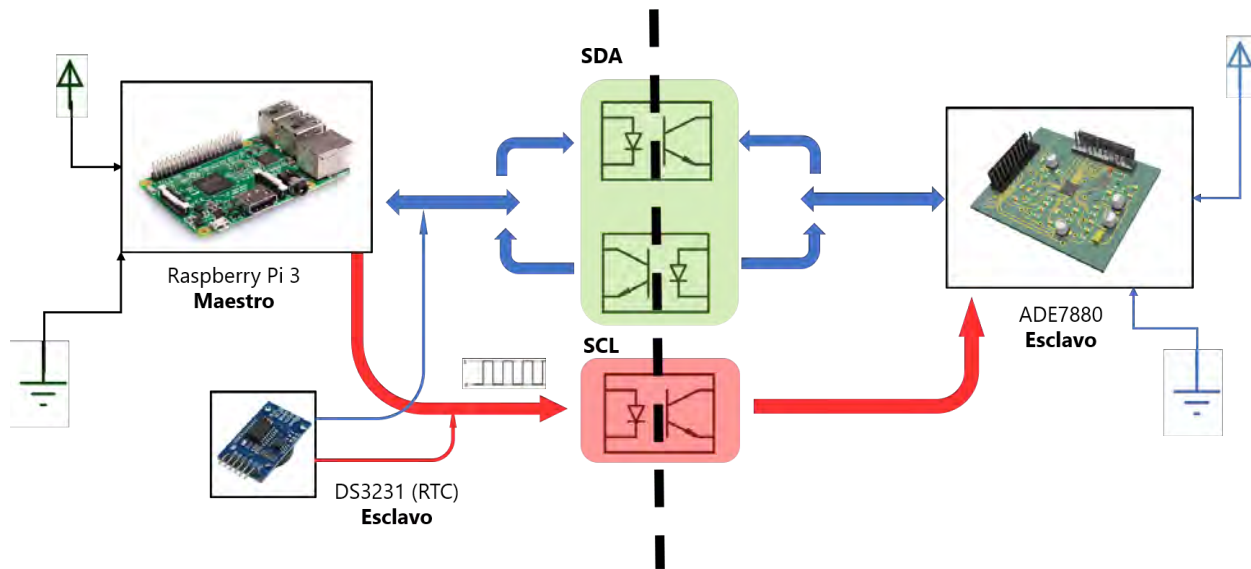 SDA
Raspberry Pi 3
Maestro
ADE7880
Esclavo
SCL
DS3231 (RTC)
Esclavo